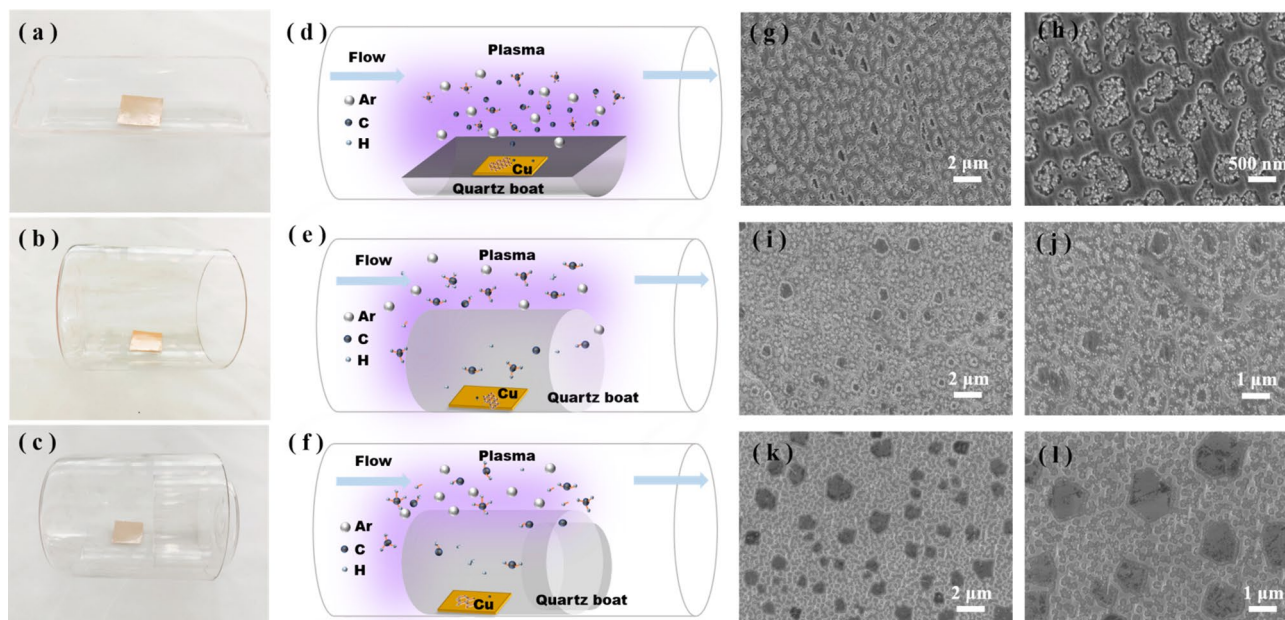 ( a )
( d )
Plasma
Flow
Ar
C
H
Cu
Quartz boat
( g )
2 μm
( h )
500 nm
( b )
( e )
Plasma
Flow
Ar
C
H
Cu
Quartz boat
( i )
2 μm
( j )
1 μm
( c )
( f )
Plasma
Flow
Ar
C
H
Cu
Quartz boat
( k )
2 μm
( l )
1 μm